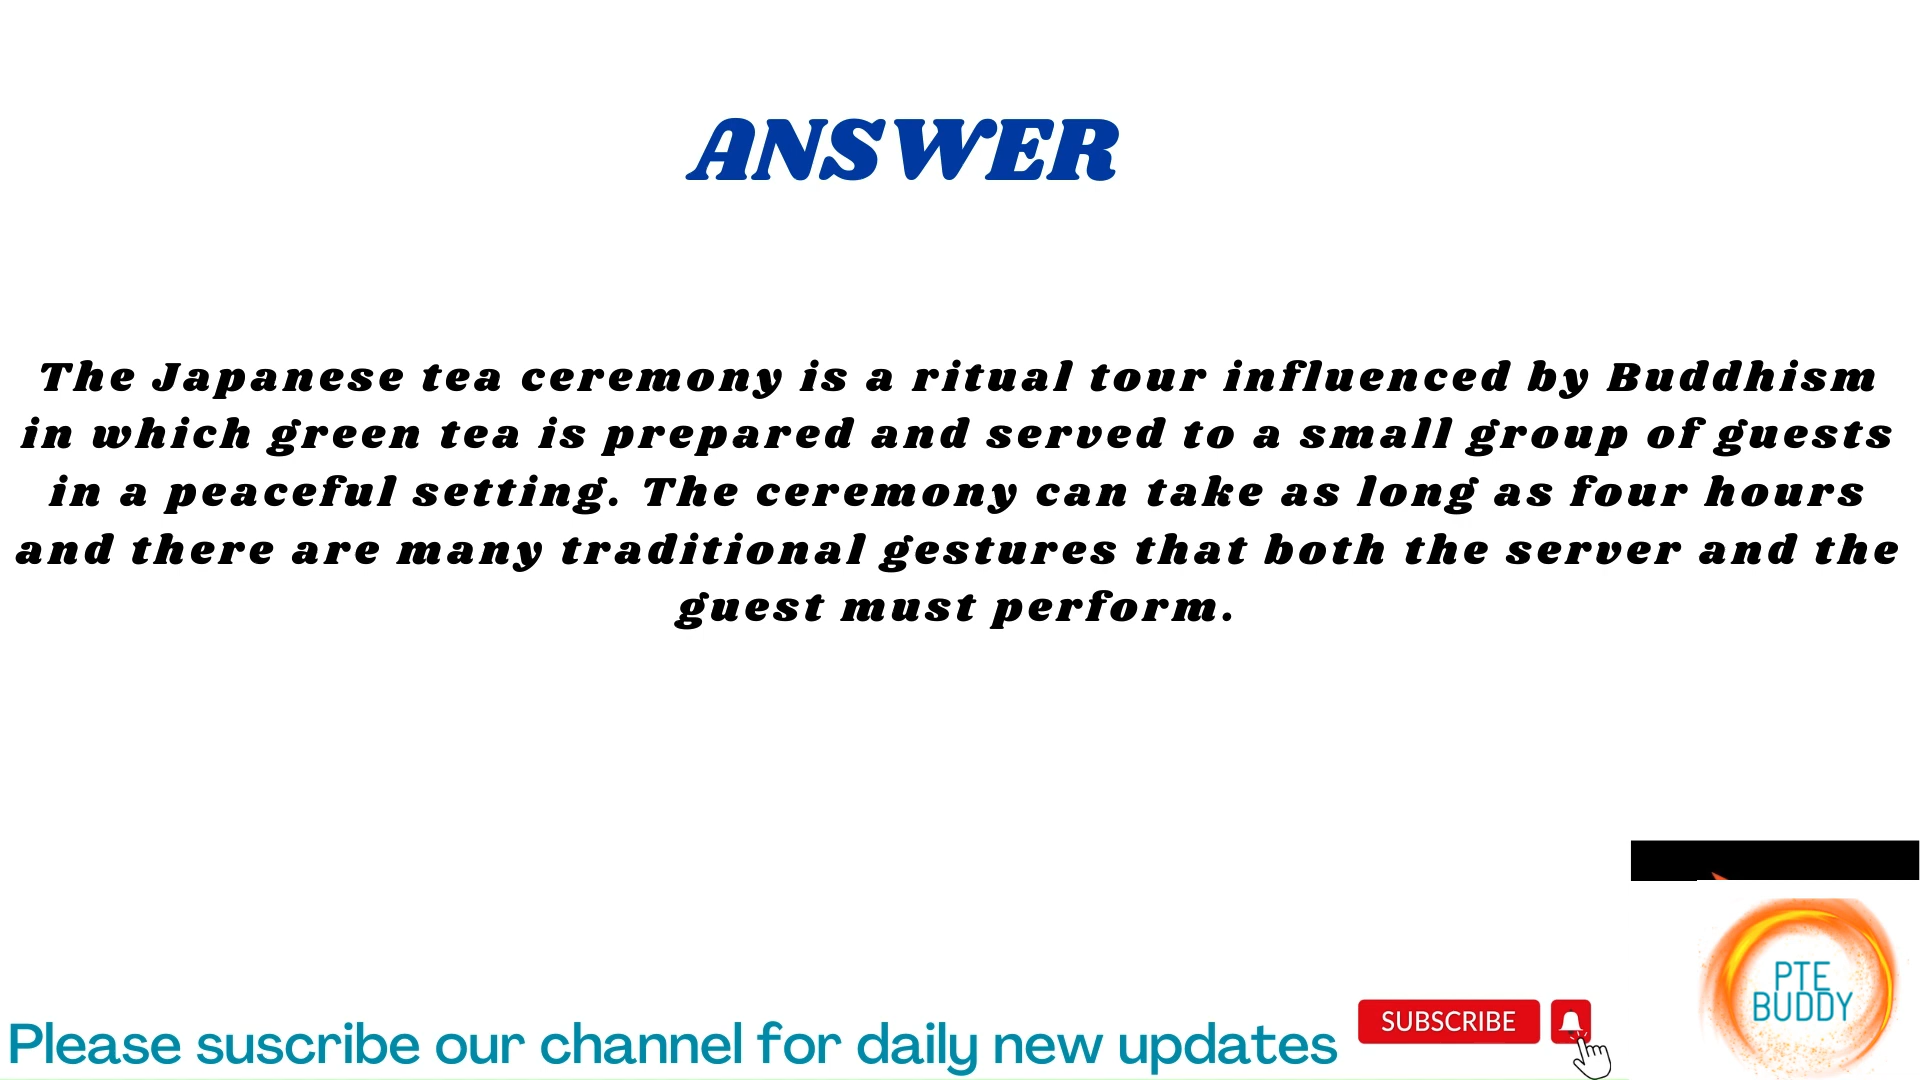 ANSWER
The Japanese tea ceremony is a ritual tour influenced by Buddhism
in which green tea is prepared and served to a small group of guests
in a peaceful setting. The ceremony can take as long as four hours
and there are many traditional gestures that both the server and the
guest must perform.
PTE
BUDDY
SUBSCRIBE
Please suscribe our channel for daily new updates